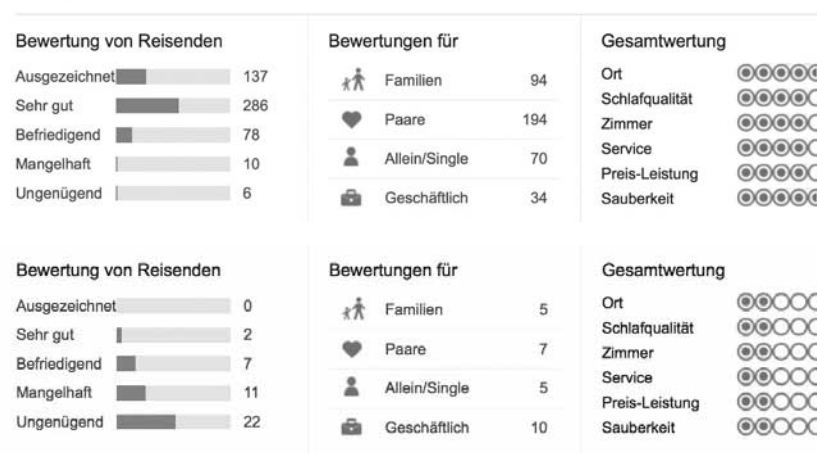 Bewertung von Reisenden
Ausgezeichnet 137
Sehr gut 286
Befriedigend 78
Mangelhaft 10
Ungenügend 6
Bewertungen für
Familien 94
Paare 194
Allein/Single 70
Geschäftlich 34
Gesamtwertung
Ort
Schlafqualität
Zimmer
Service
Preis-Leistung
Sauberkeit
Bewertung von Reisenden
Ausgezeichnet 0
Sehr gut 2
Befriedigend 7
Mangelhaft 11
Ungenügend 22
Bewertungen für
Familien 5
Paare 7
Allein/Single 5
Geschäftlich 10
Gesamtwertung
Ort
Schlafqualität
Zimmer
Service
Preis-Leistung
Sauberkeit